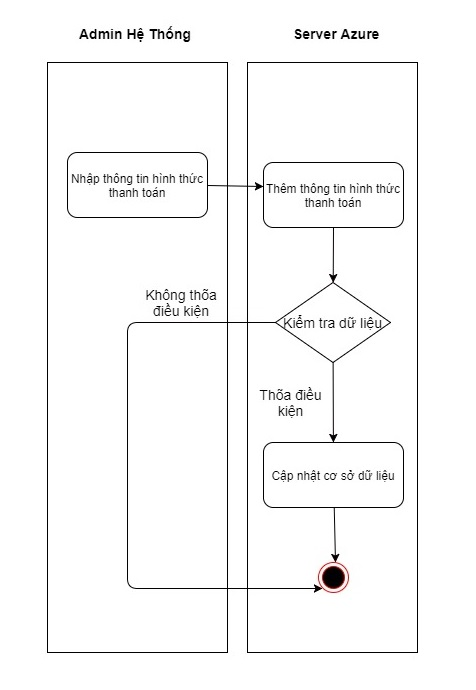 Admin Hệ Thống
Server Azure
Nhập thông tin hình thức
thanh toán
Thêm thông tin hình thức
thanh toán
Không thõa
điều kiện
Kiểm tra dữ liệu
Thõa điều
kiện
Cập nhật cơ sở dữ liệu